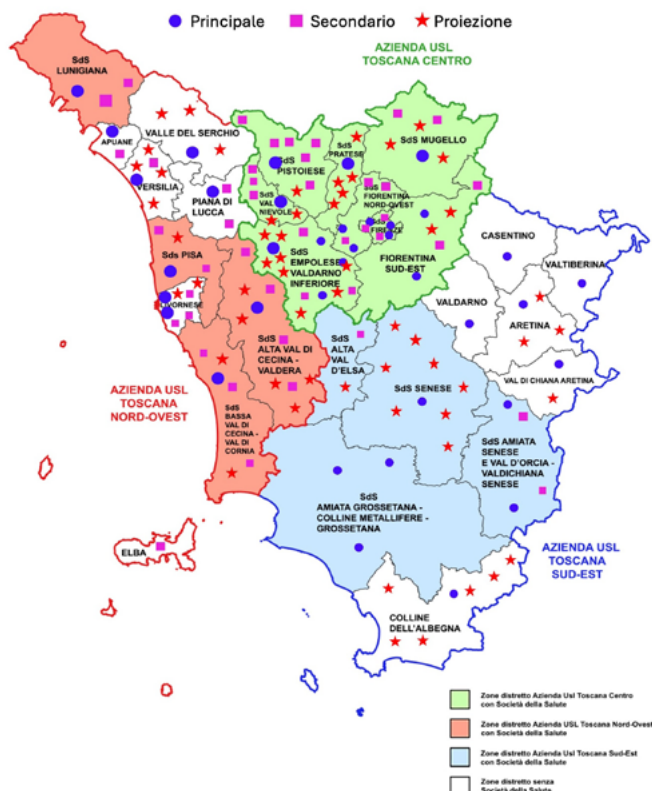 Principale
Secondario
Proiezione
AZIENDA USL
TOSCANA CENTRO
SdS
LUNIGIANA
APUANE
VALLE DEL SERCHIO
VERSILIA
PIANA DI
LUCCA
SdS
PISTOIESE
SdS
PRATESE
SdS MUGELLO
SdS VAL
NIEVOLE
SdS
FIORENTINA
NORD-OVEST
SdS
FIRENZE
SdS
EMPOLESE
VALDARNO
INFERIORE
FIORENTINA
SUD-EST
Sds PISA
LIVORNESE
CASENTINO
VALTIBERINA
VALDARNO
ARETINA
VAL DI CHIANA ARETINA
SdS
ALTA VAL DI
CECINA -
VALDERA
SdS
ALTA
VAL
D'ELSA
SdS SENESE
AZIENDA USL
TOSCANA
NORD-OVEST
SdS
BASSA
VAL DI
CECINA -
VAL DI
CORNIA
SdS AMIATA
SENESE
E VAL D'ORCIA -
VALDICHIANA
SENESE
SdS
AMIATA GROSSETANA -
COLLINE METALLIFERE -
GROSSETANA
ELBA
AZIENDA USL
TOSCANA
SUD-EST
COLLINE
DELL'ALBEGNA
Zone distretto Azienda Usl Toscana Centro
con Società della Salute
Zone distretto Azienda USL Toscana Nord-Ovest
con Società della Salute
Zone distretto Azienda Usl Toscana Sud-Est
con Società della Salute
Zone distretto senza
Società della Salute